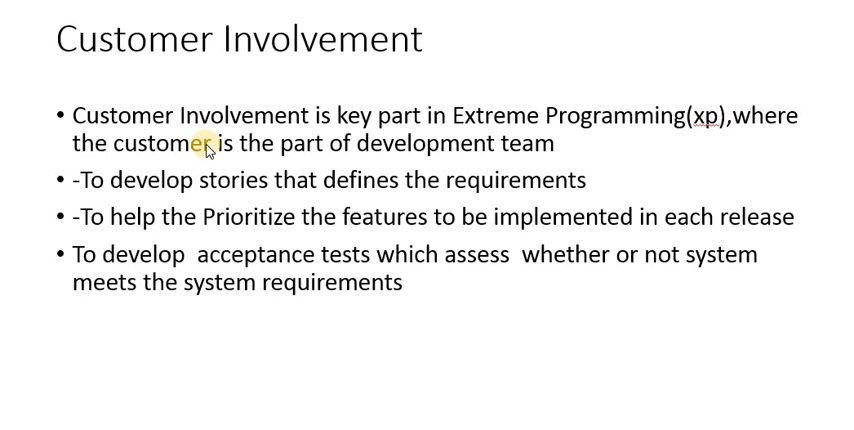 Customer Involvement
• Customer Involvement is key part in Extreme Programming(xp),where
the customer is the part of development team
• -To develop stories that defines the requirements
• -To help the Prioritize the features to be implemented in each release
• To develop  acceptance tests which assess  whether or not system
meets the system requirements